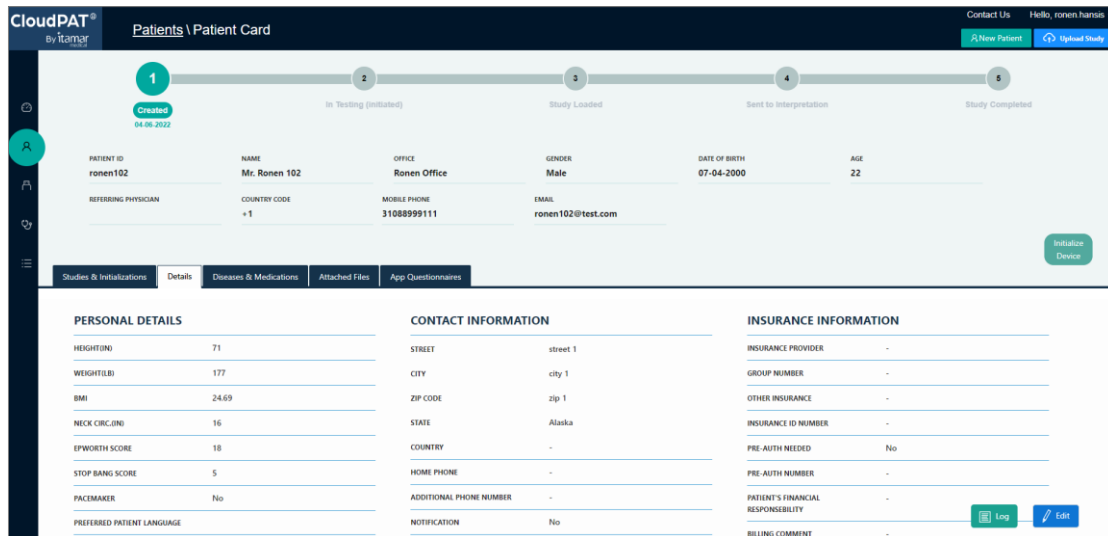 CloudPAT®
By itamar
medical
Patients \ Patient Card
Contact Us Hello, ronen.hansis
New Patient Upload Study
1 2 3 4 5
Created In Testing (initiated) Study Loaded Sent to Interpretation Study Completed
04-06-2022
PATIENT ID NAME OFFICE GENDER DATE OF BIRTH AGE
ronen102 Mr. Ronen 102 Ronen Office Male 07-04-2000 22
REFERRING PHYSICIAN COUNTRY CODE MOBILE PHONE EMAIL
+1 31088999111 ronen102@test.com
Initialize
Device
Studies & Initializations Details Diseases & Medications Attached Files App Questionnaires
PERSONAL DETAILS
HEIGHT(IN) 71
WEIGHT(LB) 177
BMI 24.69
NECK CIRC.(IN) 16
EPWORTH SCORE 18
STOP BANG SCORE 5
PACEMAKER No
PREFERRED PATIENT LANGUAGE
CONTACT INFORMATION
STREET street 1
CITY city 1
ZIP CODE zip 1
STATE Alaska
COUNTRY -
HOME PHONE -
ADDITIONAL PHONE NUMBER -
NOTIFICATION No
INSURANCE INFORMATION
INSURANCE PROVIDER -
GROUP NUMBER -
OTHER INSURANCE -
INSURANCE ID NUMBER -
PRE-AUTH NEEDED No
PRE-AUTH NUMBER -
PATIENT'S FINANCIAL -
RESPONSEBILITY
BILLING COMMENT -
Log Edit